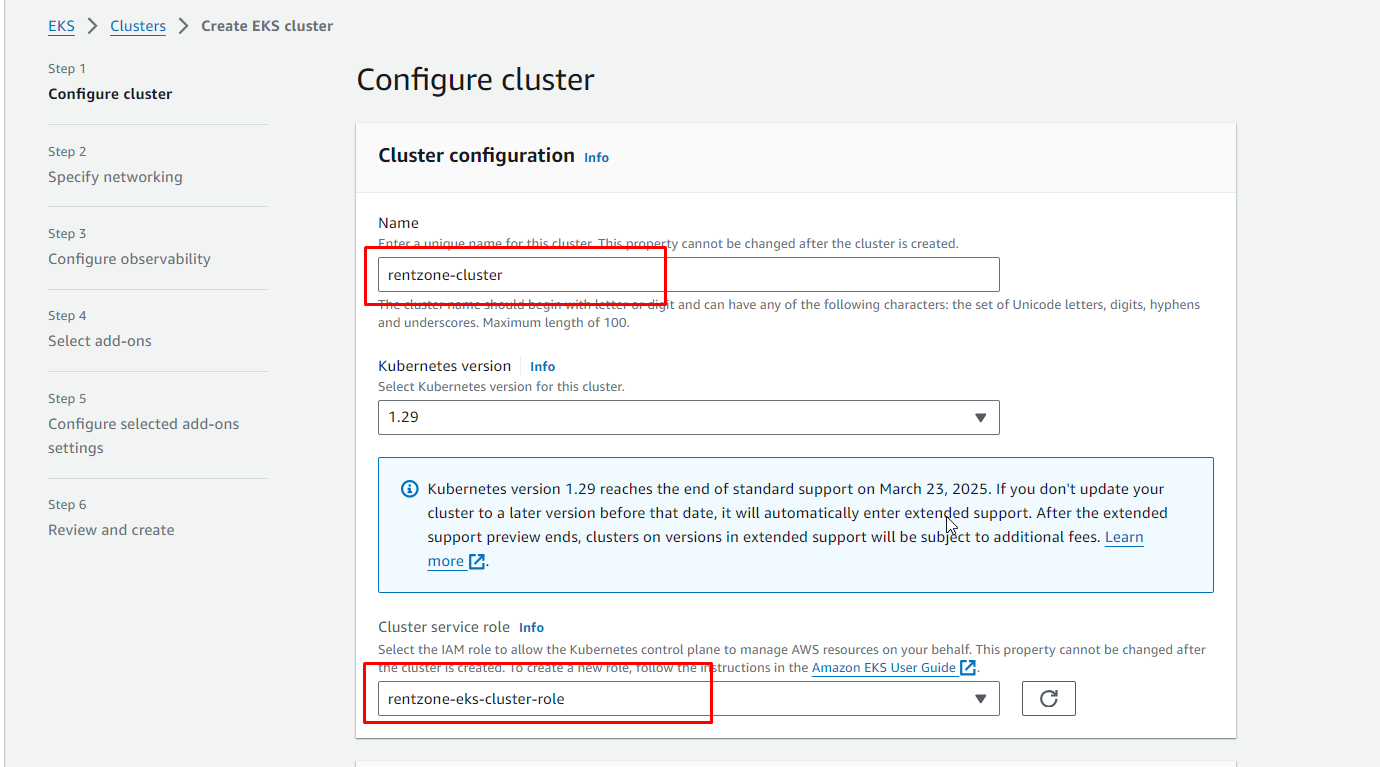 EKS > Clusters > Create EKS cluster
Step 1
Configure cluster
Step 2
Specify networking
Step 3
Configure observability
Step 4
Select add-ons
Step 5
Configure selected add-ons
settings
Step 6
Review and create
Configure cluster
Cluster configuration Info
Name
Enter a unique name for this cluster. This property cannot be changed after the cluster is created.
rentzone-cluster
The cluster name should begin with letter or digit and can have any of the following characters: the set of Unicode letters, digits, hyphens
and underscores. Maximum length of 100.
Kubernetes version Info
Select Kubernetes version for this cluster.
1.29
Kubernetes version 1.29 reaches the end of standard support on March 23, 2025. If you don't update your
cluster to a later version before that date, it will automatically enter extended support. After the extended
support preview ends, clusters on versions in extended support will be subject to additional fees. Learn
more.
Cluster service role Info
Select the IAM role to allow the Kubernetes control plane to manage AWS resources on your behalf. This property cannot be changed after
the cluster is created. To create a new role, follow the instructions in the Amazon EKS User Guide.
rentzone-eks-cluster-role